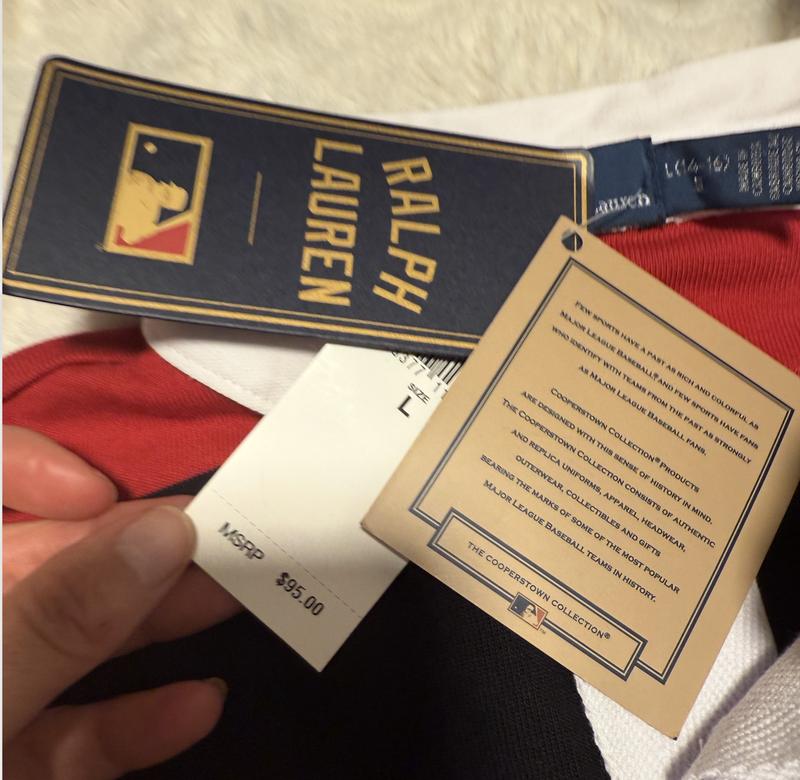 RALPH
LAUREN
auren
L (14-16)
SIZE
L
MSRP
$95.00
FEW SPORTS HAVE A PAST AS RICH AND COLORFUL AS
MAJOR LEAGUE BASEBALL® AND FEW SPORTS HAVE FANS
WHO IDENTIFY WITH TEAMS FROM THE PAST AS STRONGLY
AS MAJOR LEAGUE BASEBALL FANS.
COOPERSTOWN COLLECTION® PRODUCTS
ARE DESIGNED WITH THIS SENSE OF HISTORY IN MIND.
THE COOPERSTOWN COLLECTION CONSISTS OF AUTHENTIC
AND REPLICA UNIFORMS, APPAREL, HEADWEAR,
OUTERWEAR, COLLECTIBLES AND GIFTS
BEARING THE MARKS OF SOME OF THE MOST POPULAR
MAJOR LEAGUE BASEBALL TEAMS IN HISTORY.
THE COOPERSTOWN COLLECTION®
TM